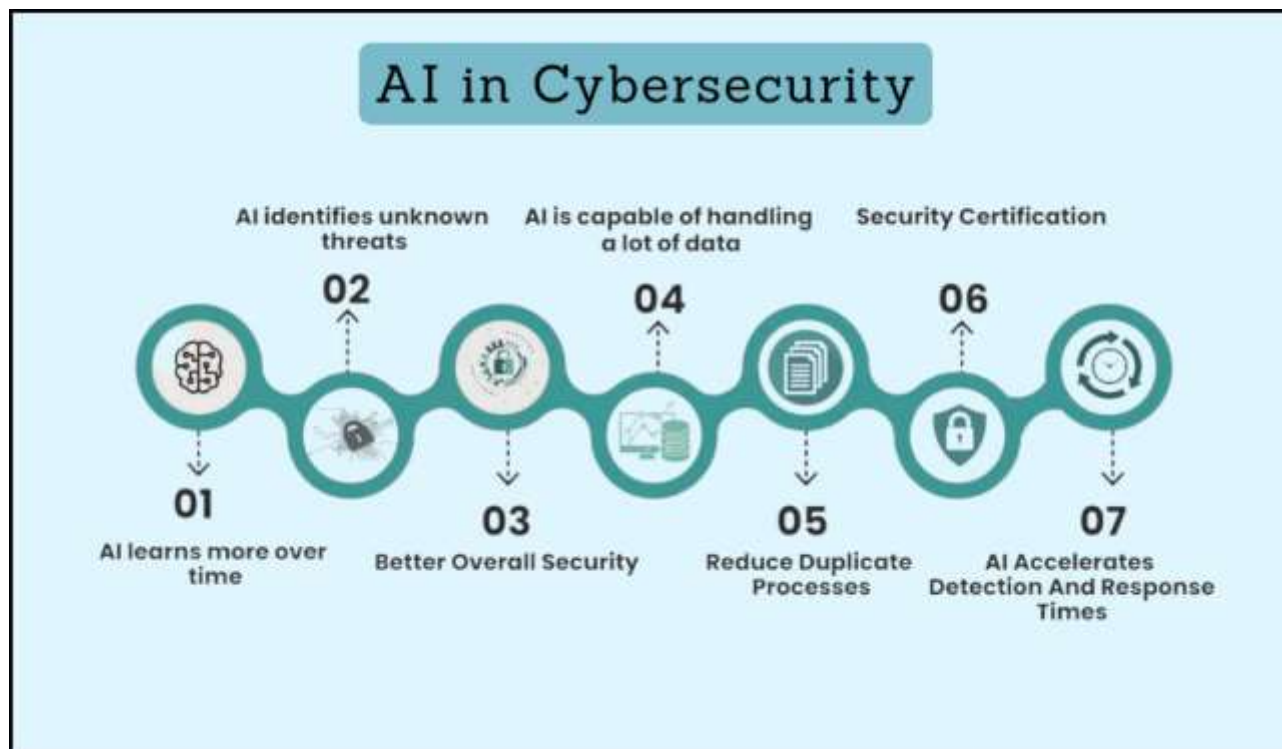 AI in Cybersecurity
01
AI learns more over
time
AI identifies unknown
threats
02
03
Better Overall Security
AI is capable of handling
a lot of data
04
05
Reduce Duplicate
Processes
Security Certification
06
07
AI Accelerates
Detection And Response
Times